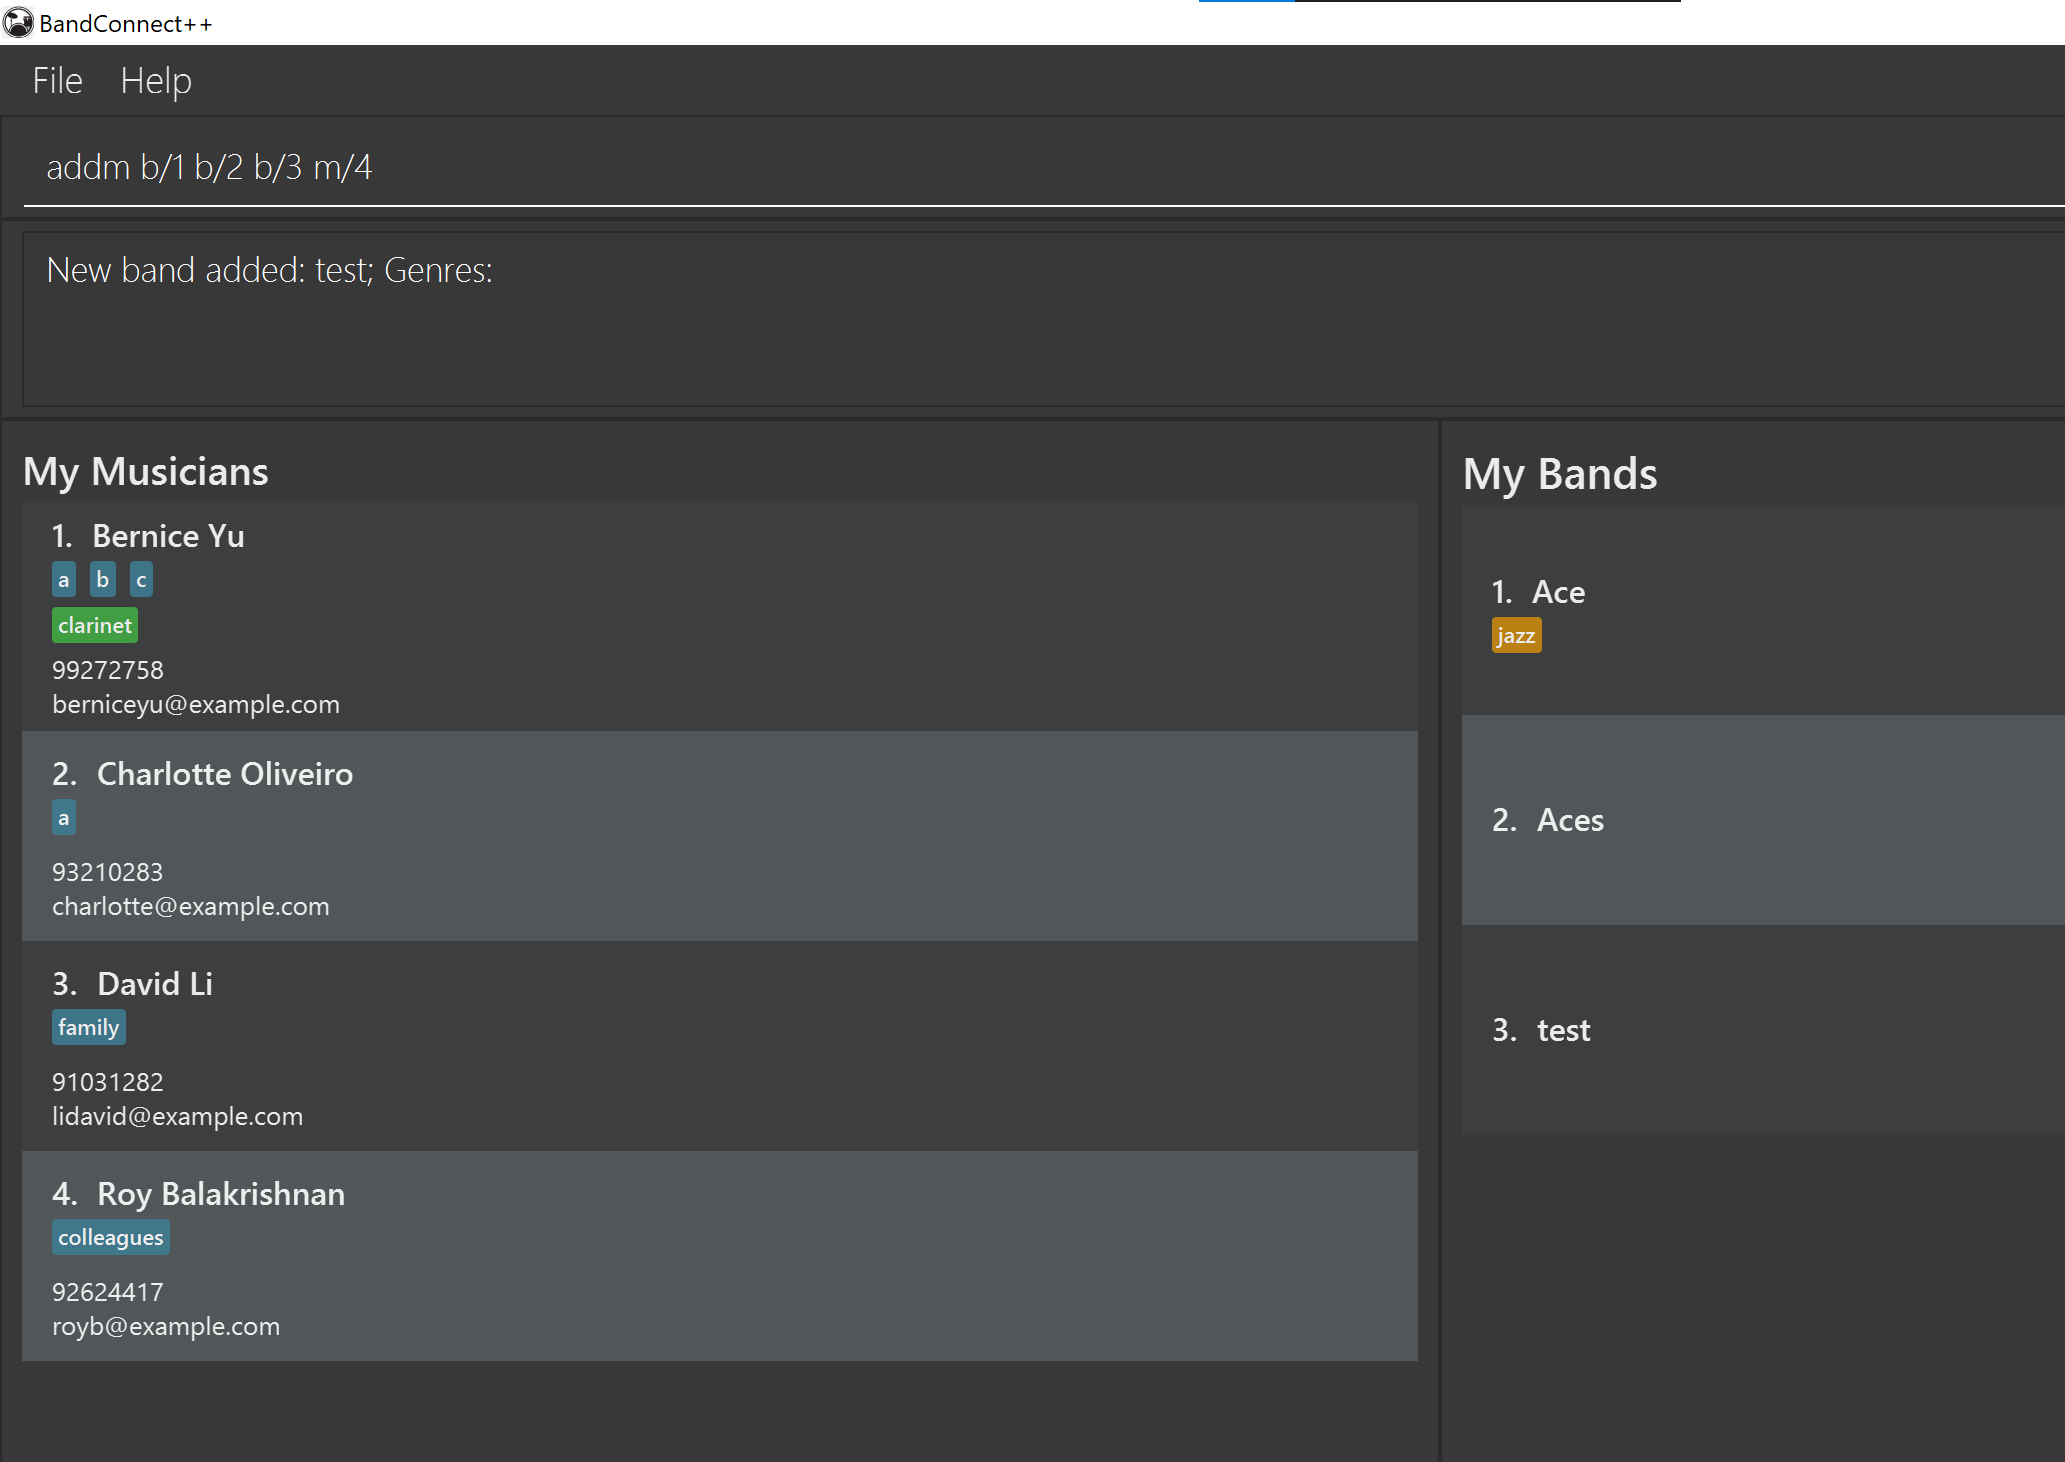 BandConnect++
File Help
addm b/1 b/2 b/3 m/4
New band added: test; Genres:
My Musicians
1. Bernice Yu
a b c
clarinet
99272758
berniceyu@example.com
2. Charlotte Oliveiro
a
93210283
charlotte@example.com
3. David Li
family
91031282
lidavid@example.com
4. Roy Balakrishnan
colleagues
92624417
royb@example.com
My Bands
1. Ace
jazz
2. Aces
3. test